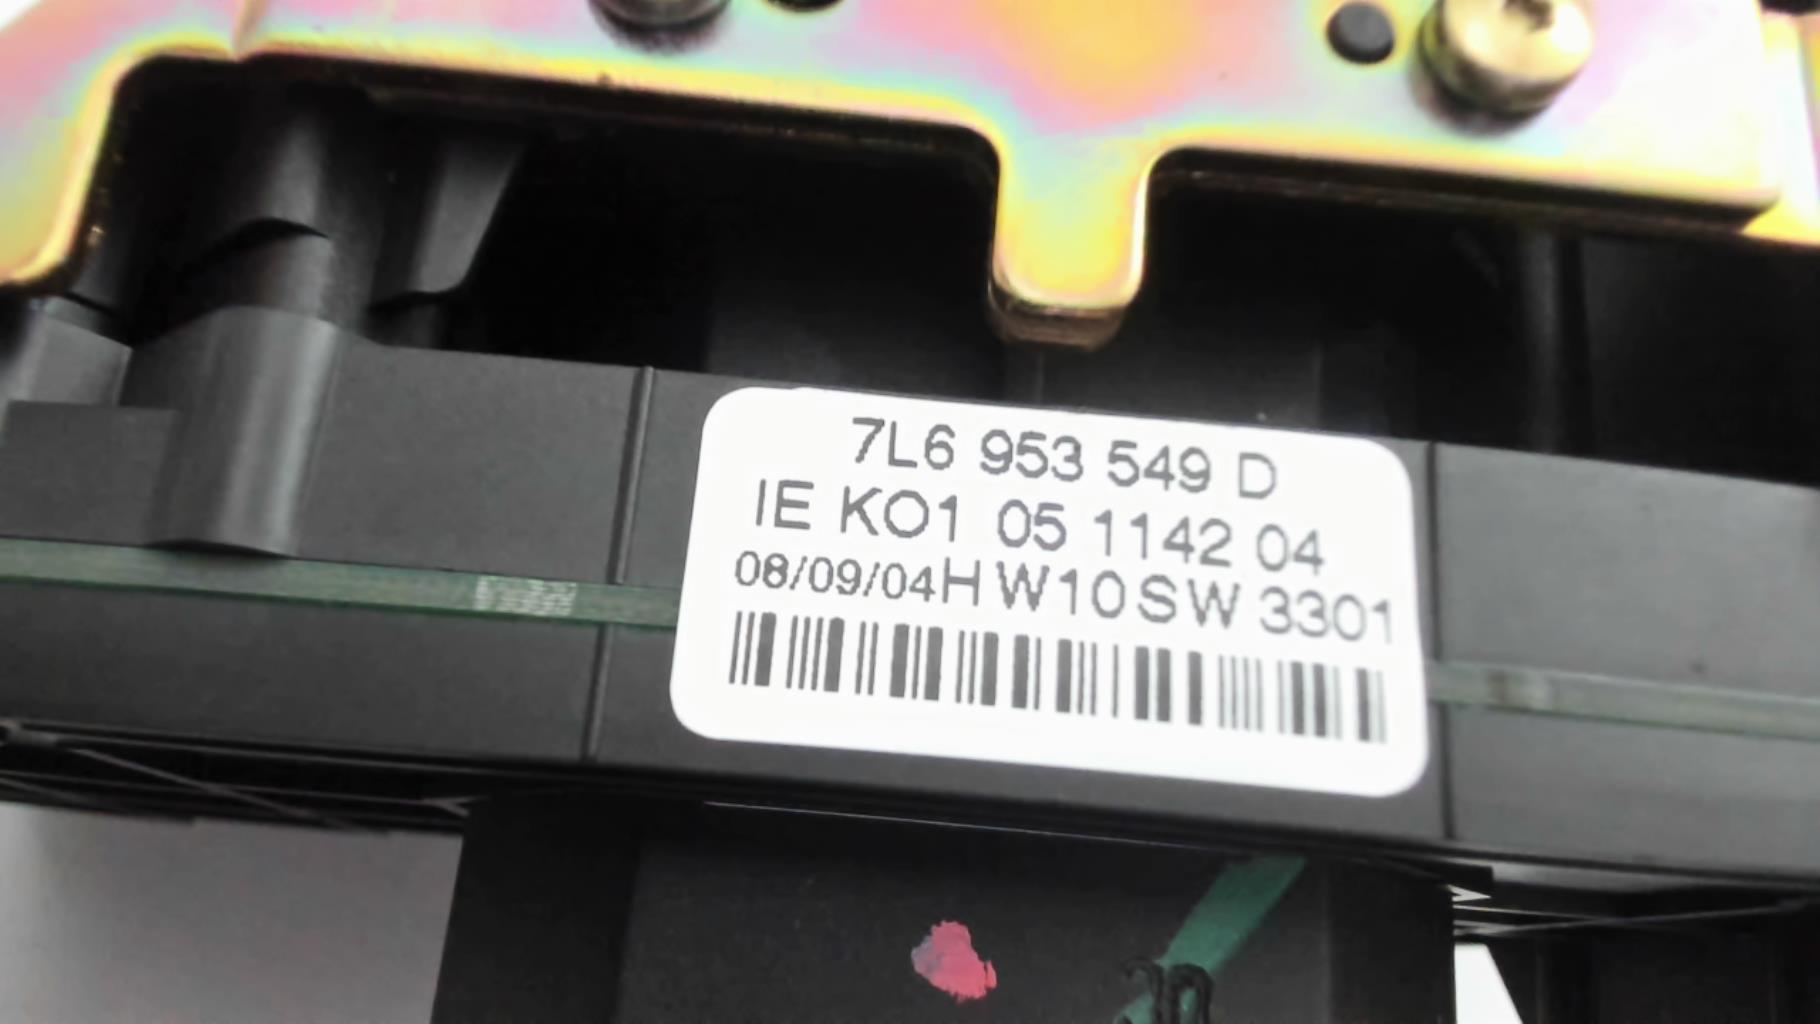 7L6 953 549 D
IE KO1 05 1142 04
08/09/04H W10SW 3301